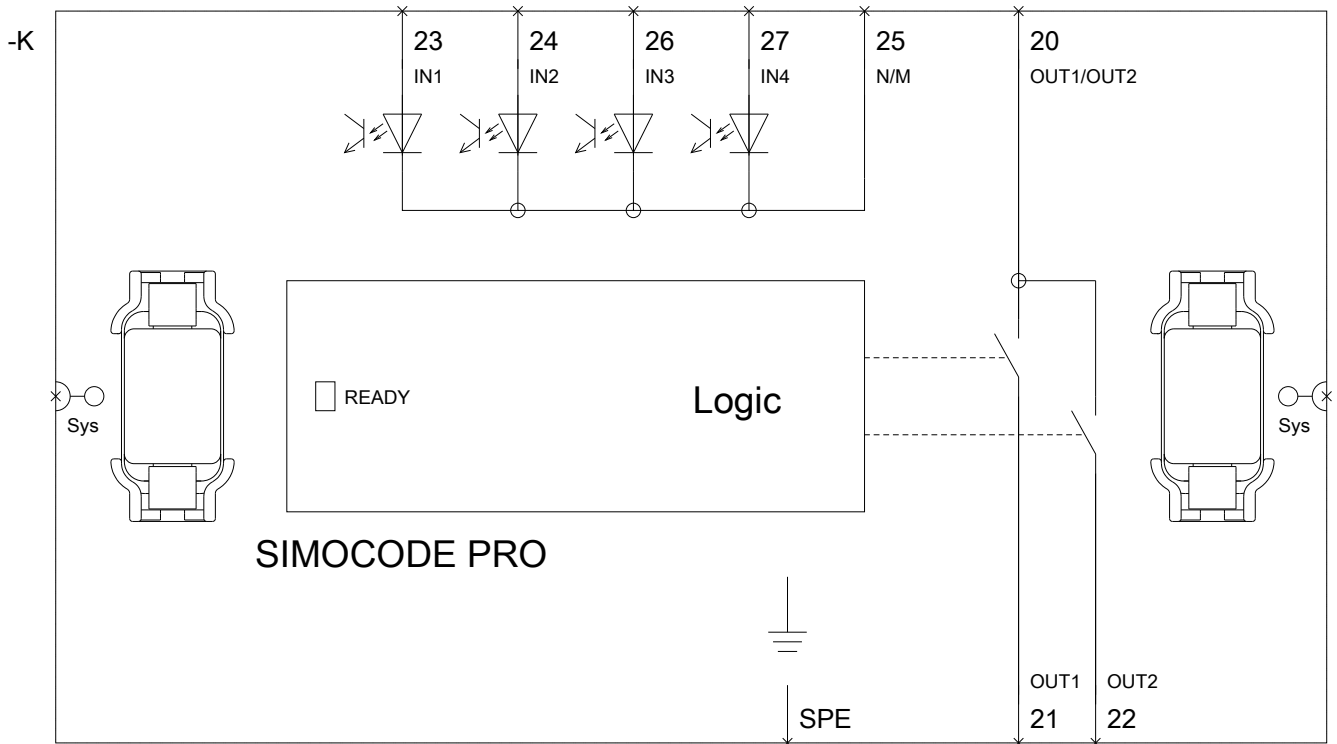 -K
23 24 26 27 25 20
IN1 IN2 IN3 IN4 N/M OUT1/OUT2
READY Logic
Sys Sys
SIMOCODE PRO
OUT1 OUT2
SPE 21 22